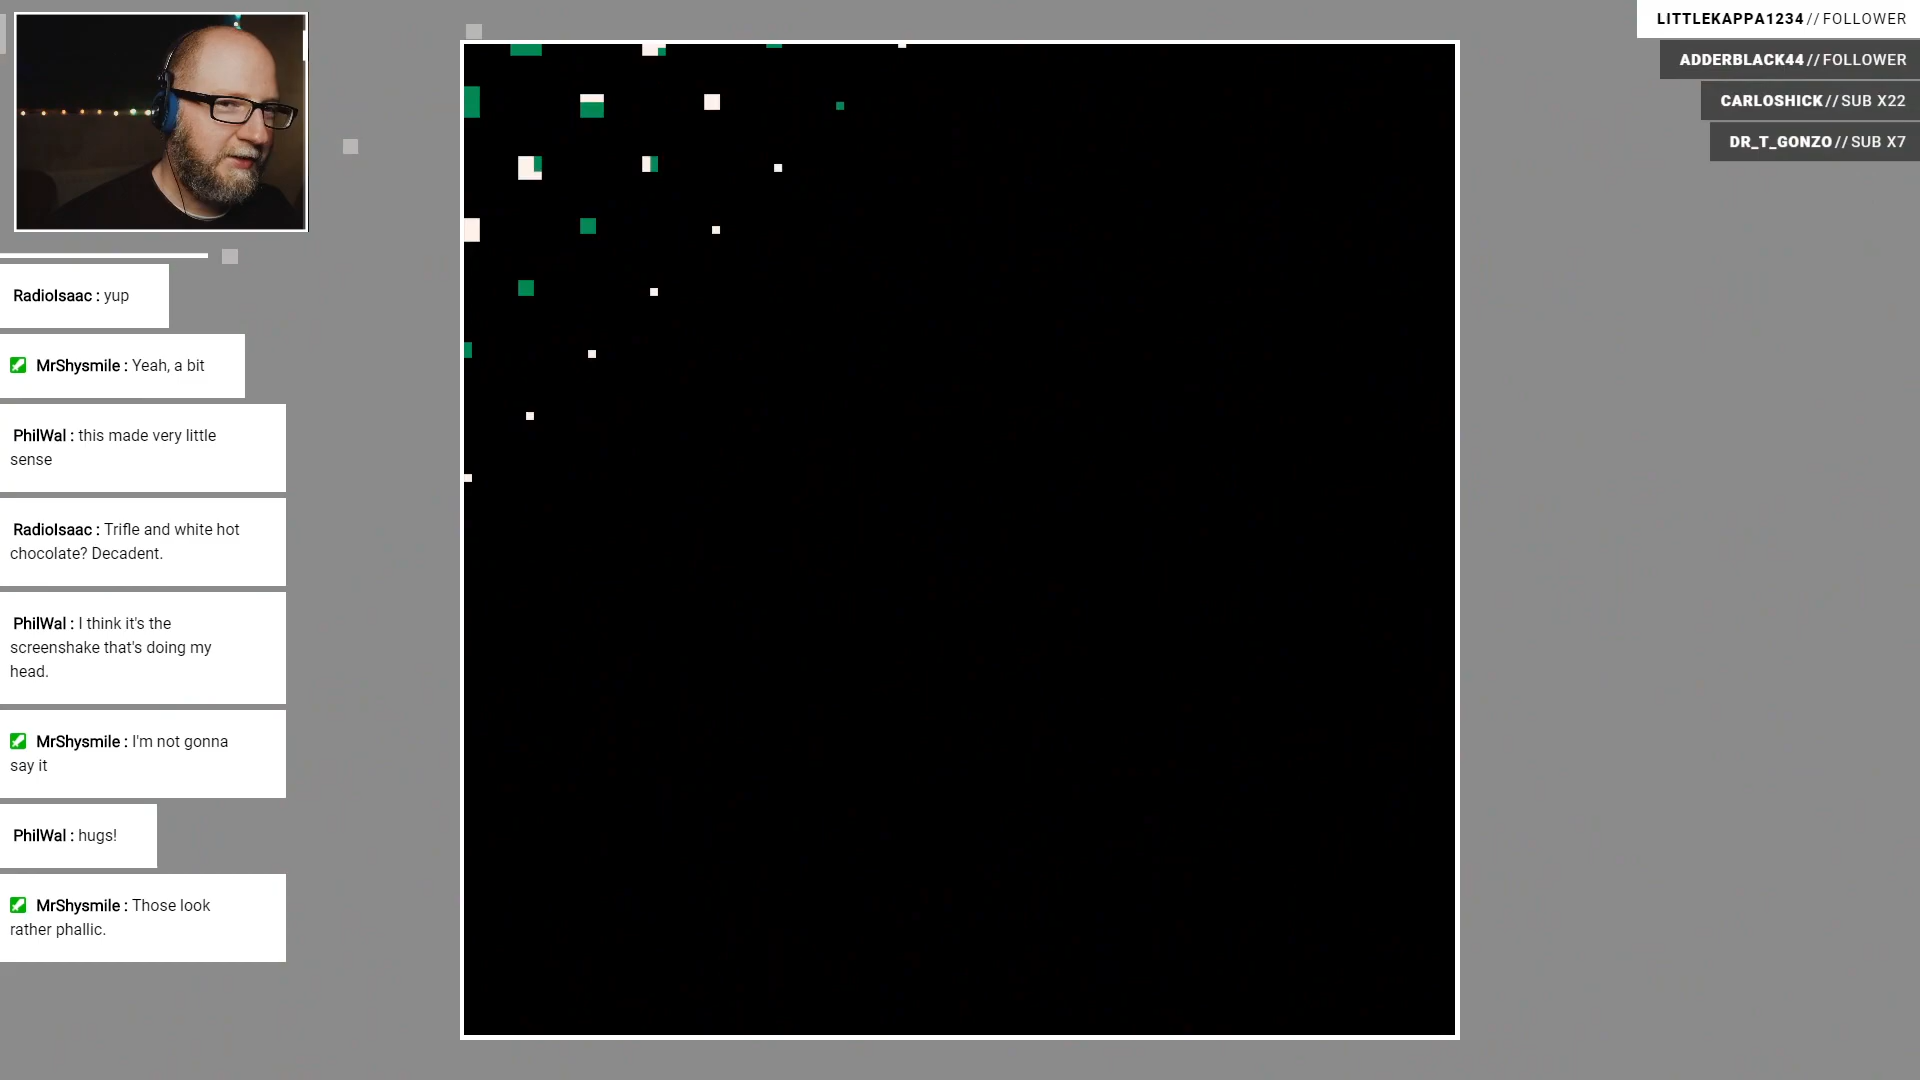 LITTLEKAPPA1234 // FOLLOWER
ADDERBLACK44 // FOLLOWER
CARLOSHICK // SUB X22
DR_T_GONZO // SUB X7
RadioIsaac : yup
MrShysmile : Yeah, a bit
PhilWal : this made very little
sense
RadioIsaac : Trifle and white hot
chocolate? Decadent.
PhilWal : I think it's the
screenshake that's doing my
head.
MrShysmile : I'm not gonna
say it
PhilWal : hugs!
MrShysmile : Those look
rather phallic.